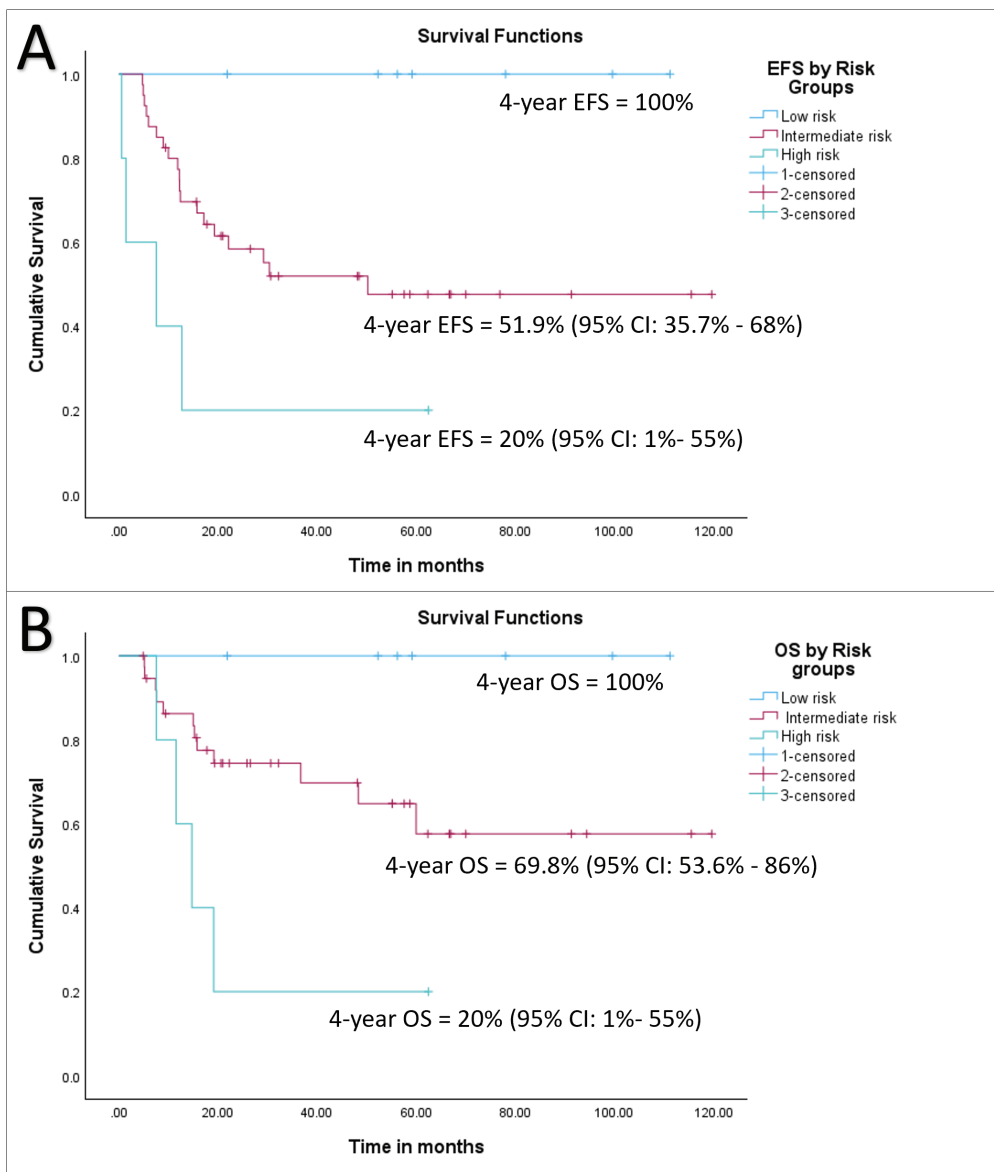 A
Survival Functions
EFS by Risk
Groups
Low risk
Intermediate risk
High risk
1-censored
2-censored
3-censored
4-year EFS = 100%
4-year EFS = 51.9% (95% CI: 35.7% - 68%)
4-year EFS = 20% (95% CI: 1%- 55%)
Cumulative Survival
1.0
0.8
0.6
0.4
0.2
0.0
.00 20.00 40.00 60.00 80.00 100.00 120.00
Time in months
B
Survival Functions
OS by Risk
groups
Low risk
Intermediate risk
High risk
1-censored
2-censored
3-censored
4-year OS = 100%
4-year OS = 69.8% (95% CI: 53.6% - 86%)
4-year OS = 20% (95% CI: 1%- 55%)
Cumulative Survival
1.0
0.8
0.6
0.4
0.2
0.0
.00 20.00 40.00 60.00 80.00 100.00 120.00
Time in months